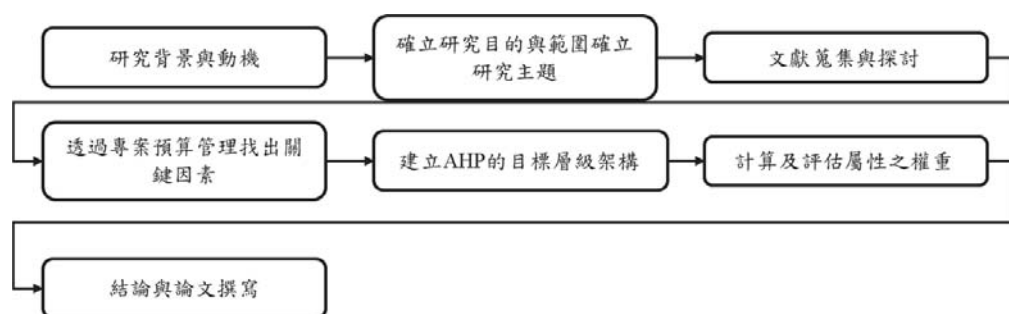 研究背景與動機
確立研究目的與範圍確立
研究主題
文獻蒐集與探討
透過專案預算管理找出關
鍵因素
建立AHP的目標層級架構
計算及評估屬性之權重
結論與論文撰寫